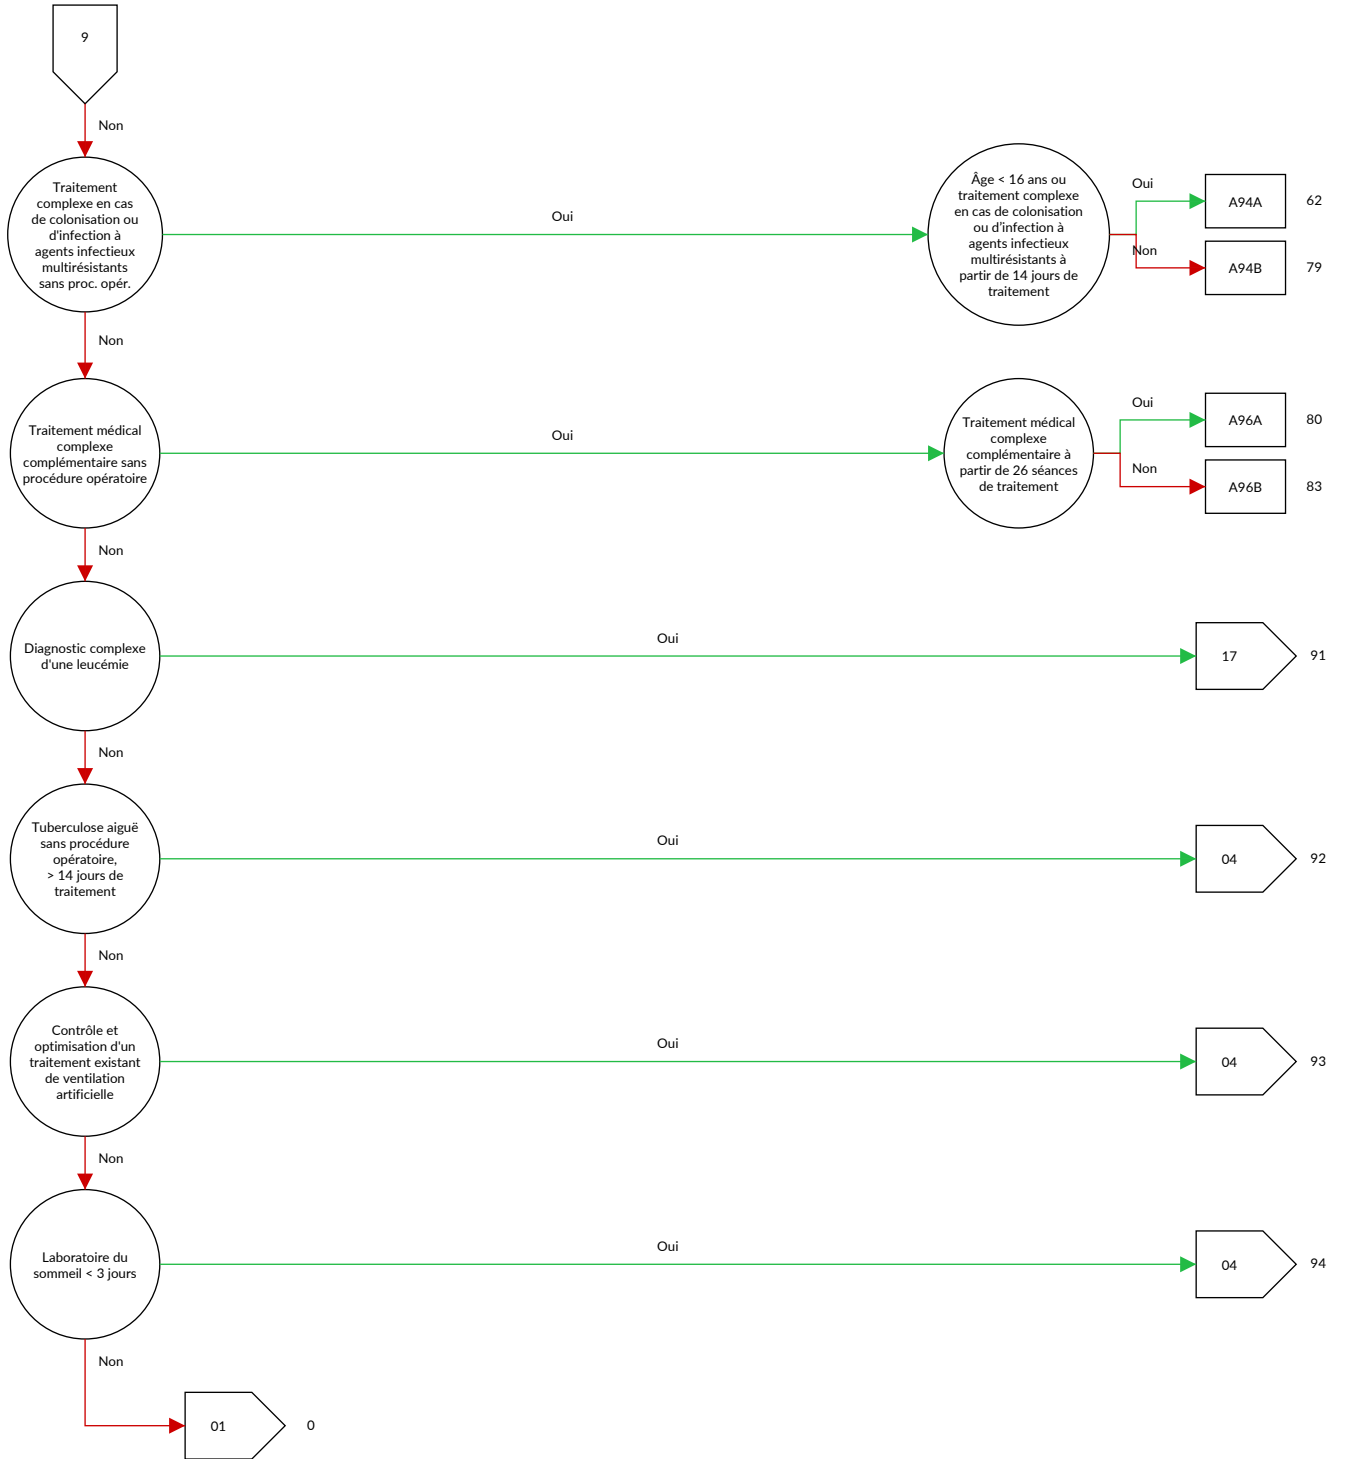 9
Non
Traitement
complexe en cas
de colonisation ou
d'infection à
agents infectieux
multirésistants
sans proc. opér.
Oui
Âge < 16 ans ou
traitement complexe
en cas de colonisation
ou d'infection à
agents infectieux
multirésistants à
partir de 14 jours de
traitement
Oui
A94A
62
Non
A94B
79
Non
Traitement médical
complexe
complémentaire sans
procédure opératoire
Oui
Traitement médical
complexe
complémentaire à
partir de 26 séances
de traitement
Oui
A96A
80
Non
A96B
83
Non
Diagnostic complexe
d'une leucémie
Oui
17
91
Non
Tuberculose aiguë
sans procédure
opératoire,
> 14 jours de
traitement
Oui
04
92
Non
Contrôle et
optimisation d'un
traitement existant
de ventilation
artificielle
Oui
04
93
Non
Laboratoire du
sommeil < 3 jours
Oui
04
94
Non
01
0